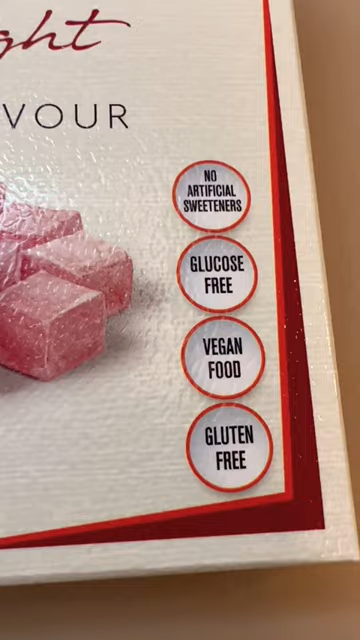 ght
VOUR
NO
ARTIFICIAL
SWEETENERS
GLUCOSE
FREE
VEGAN
FOOD
GLUTEN
FREE